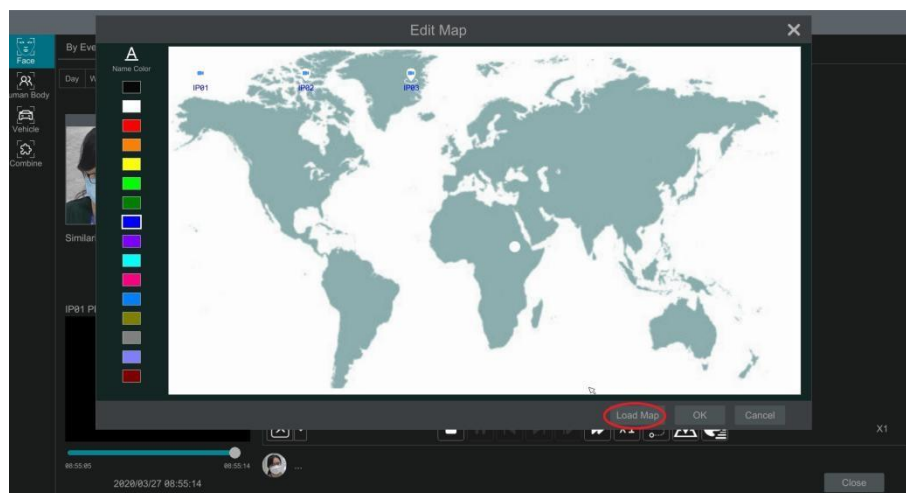 Edit Map
Face
By Eve
A
Name Color
Day W
IP01
IP02
IP03
uman Body
Vehicle
Combine
Similar
IP01 Pl
Load Map
OK
Cancel
X1
X1
08:55:05
08:55:14
...
2020/03/27 08:55:14
Close